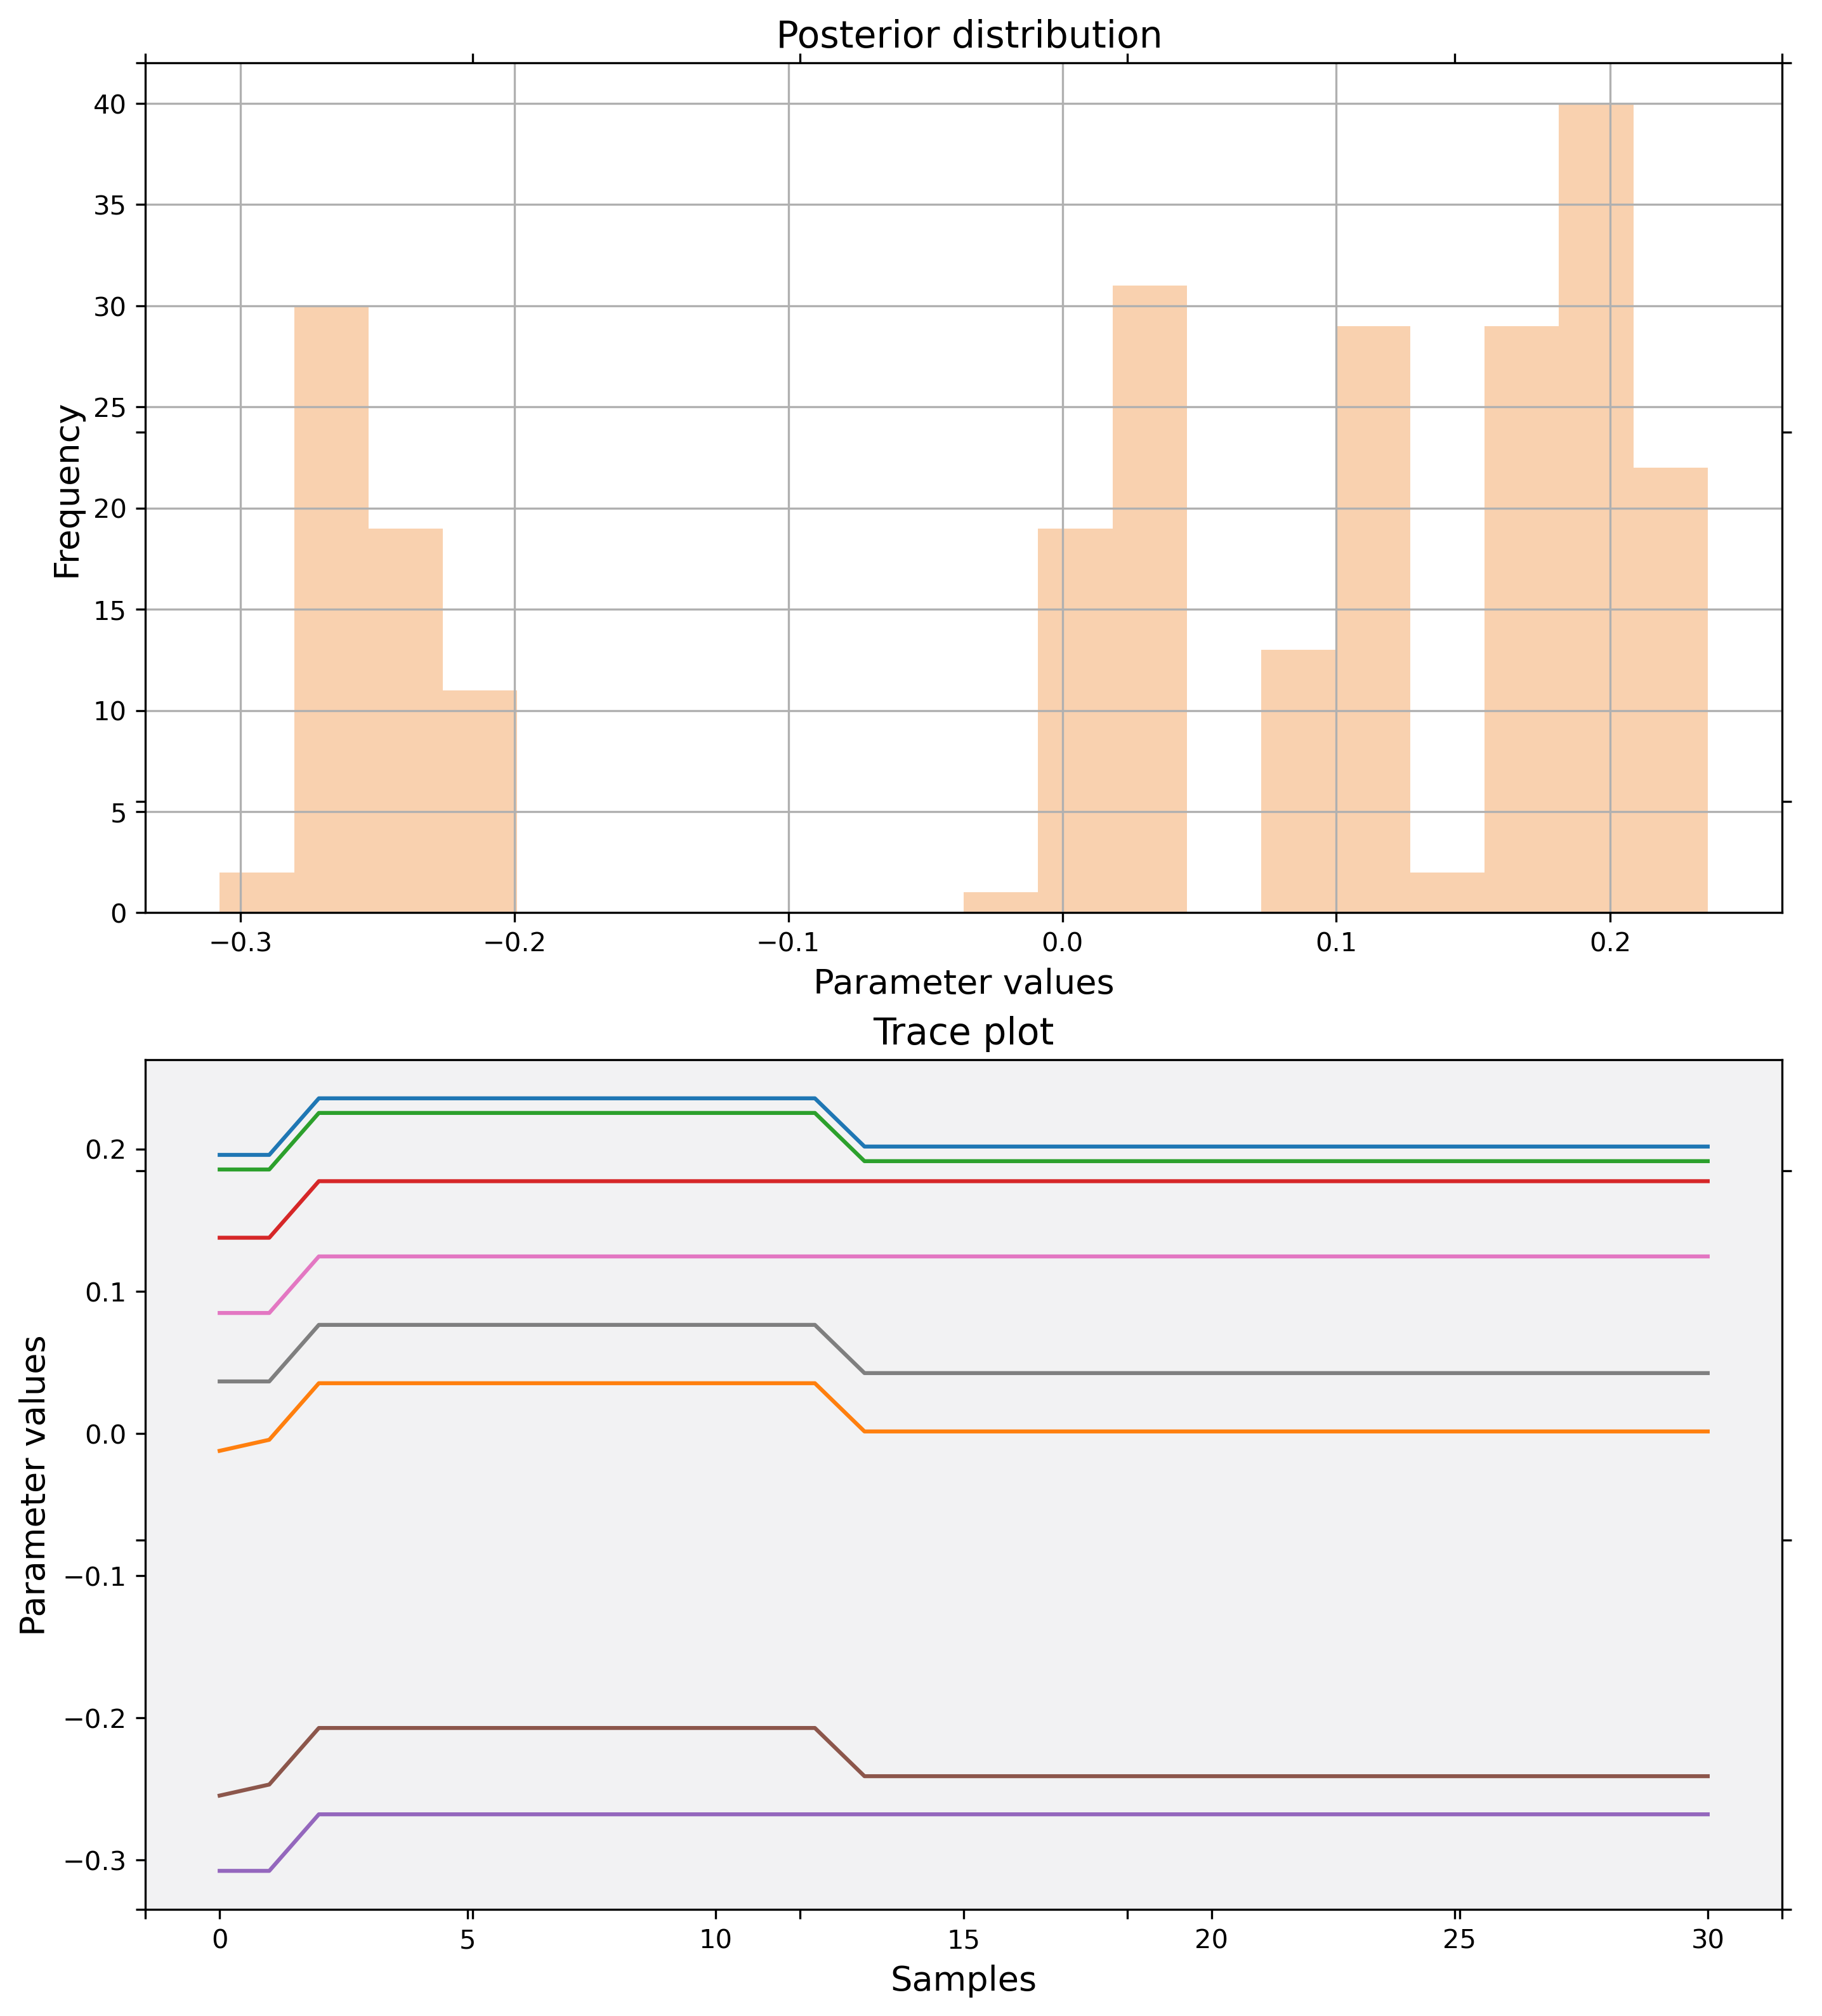 Posterior distribution
40
35
30
25
20
15
10
5
0
Frequency
−0.3 −0.2 −0.1 0.0 0.1 0.2
Parameter values
Trace plot
0.2
0.1
0.0
−0.1
−0.2
−0.3
Parameter values
0 5 10 15 20 25 30
Samples